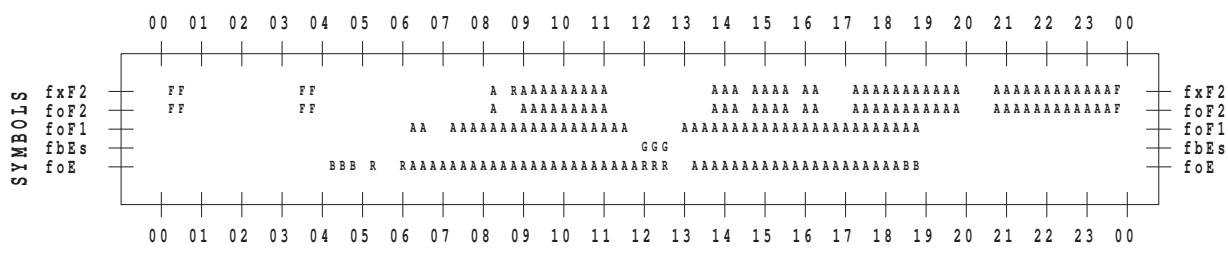 00 01 02 03 04 05 06 07 08 09 10 11 12 13 14 15 16 17 18 19 20 21 22 23 00
SYMBOLS
fxF2 FF FF A RAAAAAAAAA AAA AAAA AA AAAAAAAAAAA AAAAAAAAAAAAF fxF2
foF2 FF FF A AAAAAAAAA AAA AAAA AA AAAAAAAAAAA AAAAAAAAAAAAF foF2
foF1 AA AAAAAAAAAAAAAAAAAA AAAAAAAAAAAAAAAAAAAAAAAA foF1
fbEs GGG fbEs
foE BBB R RAAAAAAAAAAAAAAAAAAAAAAARRR AAAAAAAAAAAAAAAAAAAAABB foE
00 01 02 03 04 05 06 07 08 09 10 11 12 13 14 15 16 17 18 19 20 21 22 23 00